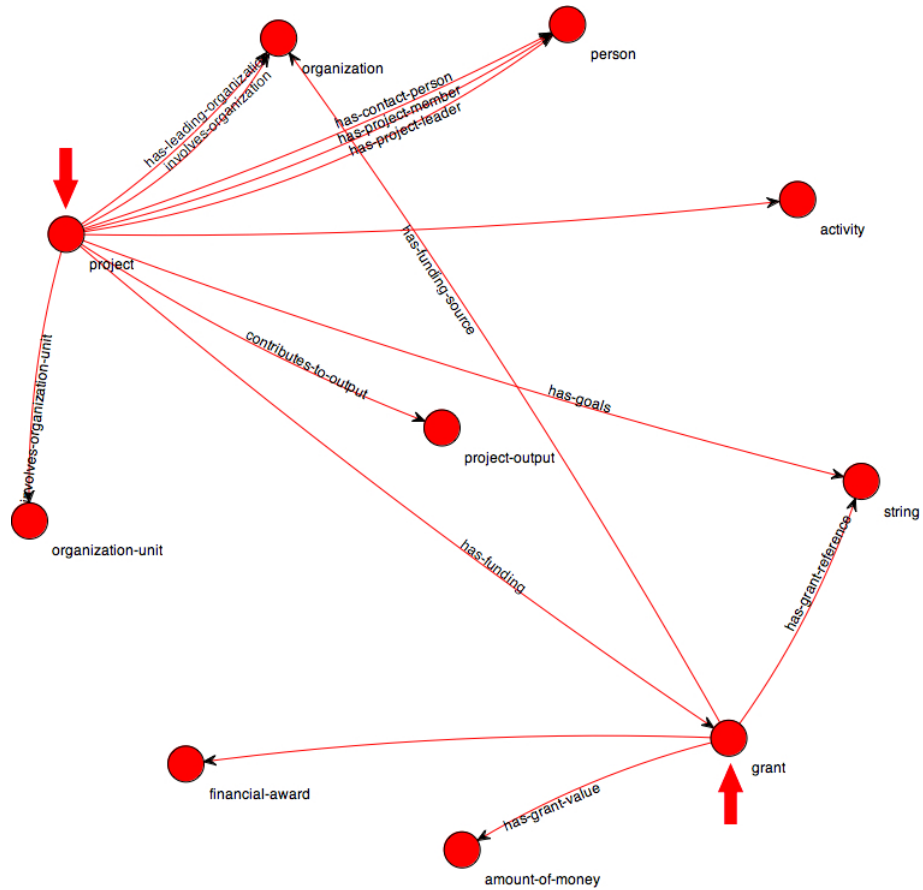 person
organization
has-leading-organization
involves-organization
has-contact-person
has-project-member
has-project-leader
activity
project
has-funding-source
involves-organization-unit
contributes-to-output
has-goals
project-output
string
organization-unit
has-funding
has-grant-reference
grant
financial-award
has-grant-value
amount-of-money